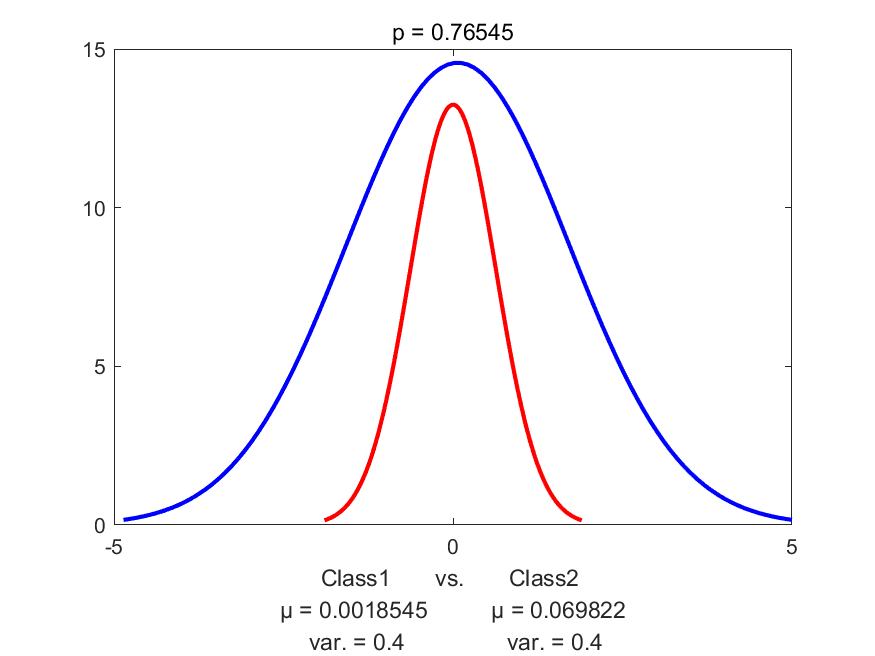 p = 0.76545
15
10
5
0
-5 0 5
Class1 vs. Class2
μ = 0.0018545 μ = 0.069822
var. = 0.4 var. = 0.4